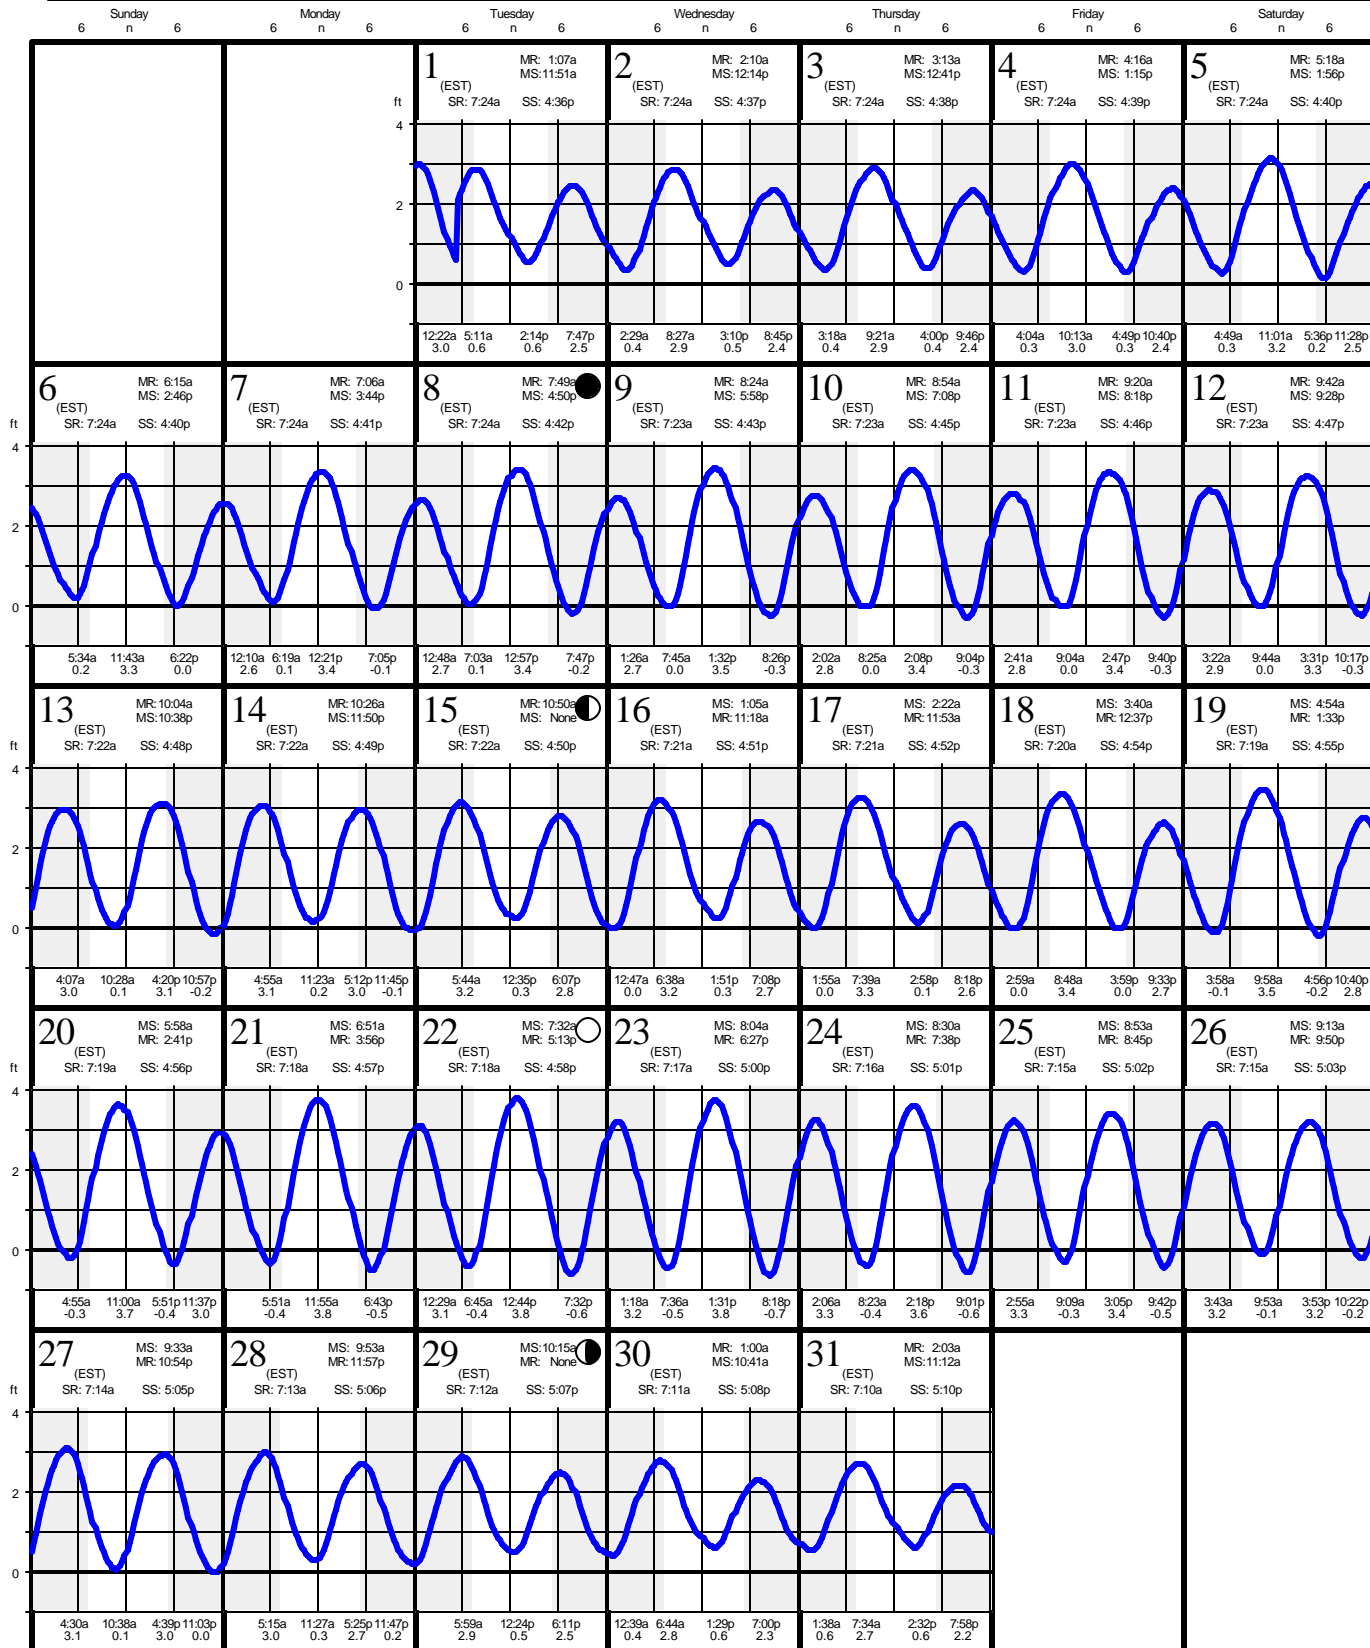 Sunday Monday Tuesday Wednesday Thursday Friday Saturday
6 n 6 6 n 6 6 n 6 6 n 6 6 n 6 6 n 6 6 n 6
1 MR: 1:07a
MS:11:51a
(EST)
SR: 7:24a SS: 4:36p
2 MR: 2:10a
MS:12:14p
(EST)
SR: 7:24a SS: 4:37p
3 MR: 3:13a
MS:12:41p
(EST)
SR: 7:24a SS: 4:38p
4 MR: 4:16a
MS: 1:15p
(EST)
SR: 7:24a SS: 4:39p
5 MR: 5:18a
MS: 1:56p
(EST)
SR: 7:24a SS: 4:40p
ft
4
2
0
12:22a 5:11a 2:14p 7:47p
3.0 0.6 0.6 2.5
2:29a 8:27a 3:10p 8:45p
0.4 2.9 0.5 2.4
3:18a 9:21a 4:00p 9:46p
0.4 2.9 0.4 2.4
4:04a 10:13a 4:49p 10:40p
0.3 3.0 0.3 2.4
4:49a 11:01a 5:36p 11:28p
0.3 3.2 0.2 2.5
6 MR: 6:15a
MS: 2:46p
(EST)
SR: 7:24a SS: 4:40p
7 MR: 7:06a
MS: 3:44p
(EST)
SR: 7:24a SS: 4:41p
8 MR: 7:49a
MS: 4:50p
(EST)
SR: 7:24a SS: 4:42p
9 MR: 8:24a
MS: 5:58p
(EST)
SR: 7:23a SS: 4:43p
10 MR: 8:54a
MS: 7:08p
(EST)
SR: 7:23a SS: 4:45p
11 MR: 9:20a
MS: 8:18p
(EST)
SR: 7:23a SS: 4:46p
12 MR: 9:42a
MS: 9:28p
(EST)
SR: 7:23a SS: 4:47p
ft
4
2
0
5:34a 11:43a 6:22p
0.2 3.3 0.0
12:10a 6:19a 12:21p 7:05p
2.6 0.1 3.4 -0.1
12:48a 7:03a 12:57p 7:47p
2.7 0.1 3.4 -0.2
1:26a 7:45a 1:32p 8:26p
2.7 0.0 3.5 -0.3
2:02a 8:25a 2:08p 9:04p
2.8 0.0 3.4 -0.3
2:41a 9:04a 2:47p 9:40p
2.8 0.0 3.4 -0.3
3:22a 9:44a 3:31p 10:17p
2.9 0.0 3.3 -0.3
13 MR:10:04a
MS:10:38p
(EST)
SR: 7:22a SS: 4:48p
14 MR:10:26a
MS:11:50p
(EST)
SR: 7:22a SS: 4:49p
15 MR:10:50a
MS: None
(EST)
SR: 7:22a SS: 4:50p
16 MS: 1:05a
MR:11:18a
(EST)
SR: 7:21a SS: 4:51p
17 MS: 2:22a
MR:11:53a
(EST)
SR: 7:21a SS: 4:52p
18 MS: 3:40a
MR:12:37p
(EST)
SR: 7:20a SS: 4:54p
19 MS: 4:54a
MR: 1:33p
(EST)
SR: 7:19a SS: 4:55p
ft
4
2
0
4:07a 10:28a 4:20p 10:57p
3.0 0.1 3.1 -0.2
4:55a 11:23a 5:12p 11:45p
3.1 0.2 3.0 -0.1
5:44a 12:35p 6:07p
3.2 0.3 2.8
12:47a 6:38a 1:51p 7:08p
0.0 3.2 0.3 2.7
1:55a 7:39a 2:58p 8:18p
0.0 3.3 0.1 2.6
2:59a 8:48a 3:59p 9:33p
0.0 3.4 0.0 2.7
3:58a 9:58a 4:56p 10:40p
-0.1 3.5 -0.2 2.8
20 MS: 5:58a
MR: 2:41p
(EST)
SR: 7:19a SS: 4:56p
21 MS: 6:51a
MR: 3:56p
(EST)
SR: 7:18a SS: 4:57p
22 MS: 7:32a
MR: 5:13p
(EST)
SR: 7:18a SS: 4:58p
23 MS: 8:04a
MR: 6:27p
(EST)
SR: 7:17a SS: 5:00p
24 MS: 8:30a
MR: 7:38p
(EST)
SR: 7:16a SS: 5:01p
25 MS: 8:53a
MR: 8:45p
(EST)
SR: 7:15a SS: 5:02p
26 MS: 9:13a
MR: 9:50p
(EST)
SR: 7:15a SS: 5:03p
ft
4
2
0
4:55a 11:00a 5:51p 11:37p
-0.3 3.7 -0.4 3.0
5:51a 11:55a 6:43p
-0.4 3.8 -0.5
12:29a 6:45a 12:44p 7:32p
3.1 -0.4 3.8 -0.6
1:18a 7:36a 1:31p 8:18p
3.2 -0.5 3.8 -0.7
2:06a 8:23a 2:18p 9:01p
3.3 -0.4 3.6 -0.6
2:55a 9:09a 3:05p 9:42p
3.3 -0.3 3.4 -0.5
3:43a 9:53a 3:53p 10:22p
3.2 -0.1 3.2 -0.2
27 MS: 9:33a
MR:10:54p
(EST)
SR: 7:14a SS: 5:05p
28 MS: 9:53a
MR:11:57p
(EST)
SR: 7:13a SS: 5:06p
29 MS:10:15a
MR: None
(EST)
SR: 7:12a SS: 5:07p
30 MR: 1:00a
MS:10:41a
(EST)
SR: 7:11a SS: 5:08p
31 MR: 2:03a
MS:11:12a
(EST)
SR: 7:10a SS: 5:10p
ft
4
2
0
4:30a 10:38a 4:39p 11:03p
3.1 0.1 3.0 0.0
5:15a 11:27a 5:25p 11:47p
3.0 0.3 2.7 0.2
5:59a 12:24p 6:11p
2.9 0.5 2.5
12:39a 6:44a 1:29p 7:00p
0.4 2.8 0.6 2.3
1:38a 7:34a 2:32p 7:58p
0.6 2.7 0.6 2.2